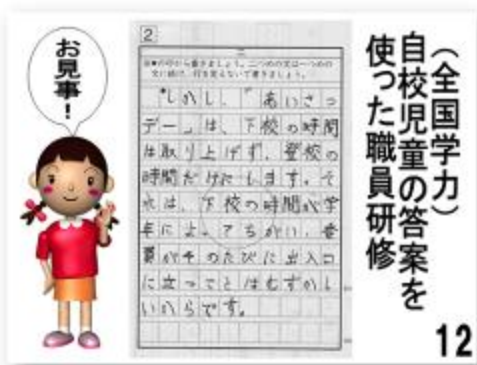 (全国学力)
自校児童の答案を
使った職員研修
お見事!
2
二
しかし、「あいさつ
デー」は、下校の時間
は取り上げず、登校の
時間だけにします。そ
れは、下校の時間が学
年によってちがい、委
員がそのたびに出入口
に立つことはむずかし
いからです。
12